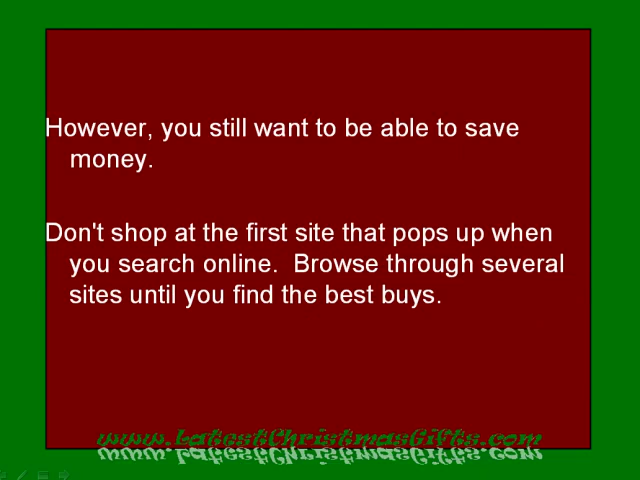 However, you still want to be able to save
money.
Don't shop at the first site that pops up when
you search online.  Browse through several
sites until you find the best buys.
www.LatestChristmasGifts.com